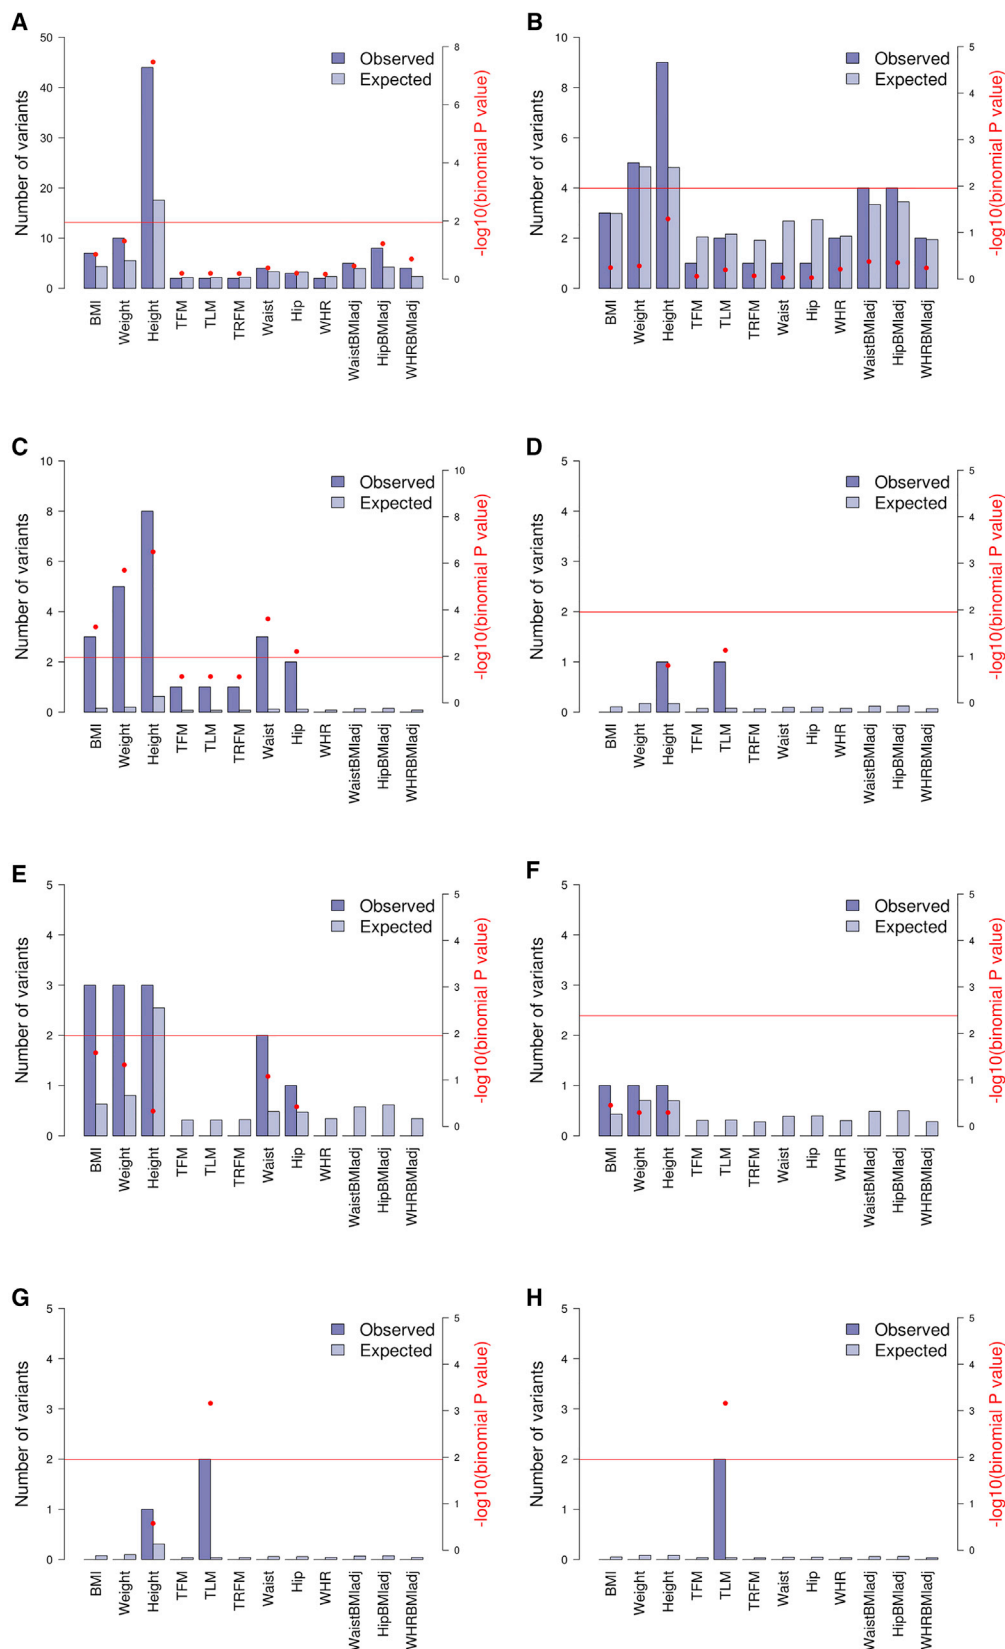 A
Number of variants
50
40
30
20
10
0
Observed
Expected
8
6
4
2
0
-log10(binomial P value)
BMI
Weight
Height
TFM
TLM
TRFM
Waist
Hip
WHR
WaistBMIadj
HipBMIadj
WHRBMIadj
B
Number of variants
10
8
6
4
2
0
Observed
Expected
5
4
3
2
1
0
-log10(binomial P value)
BMI
Weight
Height
TFM
TLM
TRFM
Waist
Hip
WHR
WaistBMIadj
HipBMIadj
WHRBMIadj
C
Number of variants
10
8
6
4
2
0
Observed
Expected
10
8
6
4
2
0
-log10(binomial P value)
BMI
Weight
Height
TFM
TLM
TRFM
Waist
Hip
WHR
WaistBMIadj
HipBMIadj
WHRBMIadj
D
Number of variants
5
4
3
2
1
0
Observed
Expected
5
4
3
2
1
0
-log10(binomial P value)
BMI
Weight
Height
TFM
TLM
TRFM
Waist
Hip
WHR
WaistBMIadj
HipBMIadj
WHRBMIadj
E
Number of variants
5
4
3
2
1
0
Observed
Expected
5
4
3
2
1
0
-log10(binomial P value)
BMI
Weight
Height
TFM
TLM
TRFM
Waist
Hip
WHR
WaistBMIadj
HipBMIadj
WHRBMIadj
F
Number of variants
5
4
3
2
1
0
Observed
Expected
5
4
3
2
1
0
-log10(binomial P value)
BMI
Weight
Height
TFM
TLM
TRFM
Waist
Hip
WHR
WaistBMIadj
HipBMIadj
WHRBMIadj
G
Number of variants
5
4
3
2
1
0
Observed
Expected
5
4
3
2
1
0
-log10(binomial P value)
BMI
Weight
Height
TFM
TLM
TRFM
Waist
Hip
WHR
WaistBMIadj
HipBMIadj
WHRBMIadj
H
Number of variants
5
4
3
2
1
0
Observed
Expected
5
4
3
2
1
0
-log10(binomial P value)
BMI
Weight
Height
TFM
TLM
TRFM
Waist
Hip
WHR
WaistBMIadj
HipBMIadj
WHRBMIadj